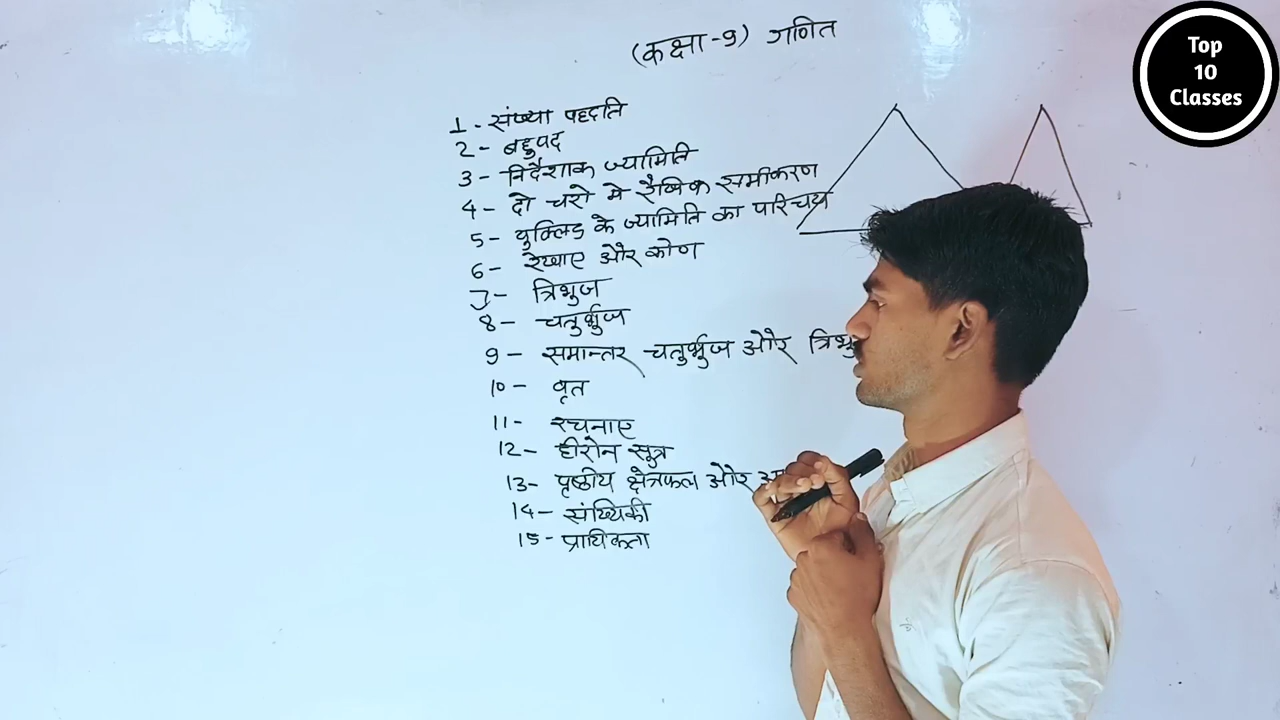 (कक्षा-9) गणित
Top
10
Classes
1 - संख्या पद्धति
2 - बहुपद
3 - निर्देशाक ज्यामिति
4 - दो चरो मे रैखिक समीकरण
5 - युक्लिड के ज्यामिति का परिचय
6 - रेखाए और कोण
7 - त्रिभुज
8 - चतुर्भुज
9 - समान्तर चतुर्भुज और
10 - वृत
11 - रचनाए
12 - हीरोन सूत्र
13 - पृष्ठीय क्षेत्रफल और
14 - संख्यिकी
15 - प्रायिकता